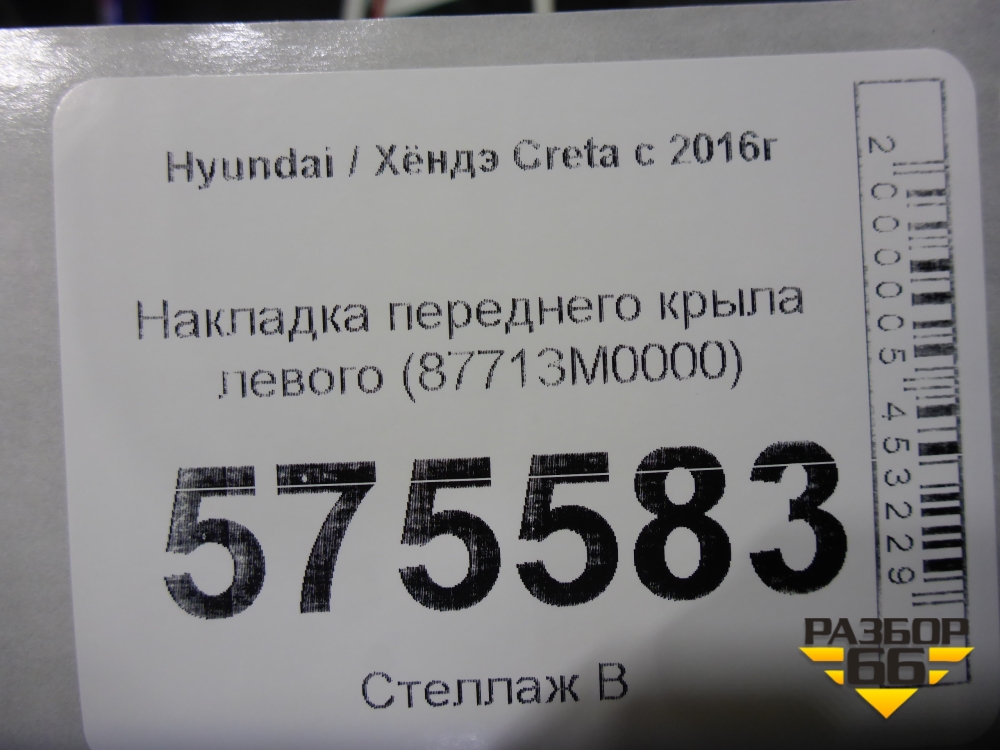 Hyundai / Хёндэ Creta с 2016г
Накладка переднего крыла
левого (87713M0000)
575583
Стеллаж B
2000005453229
РАЗБОР
66